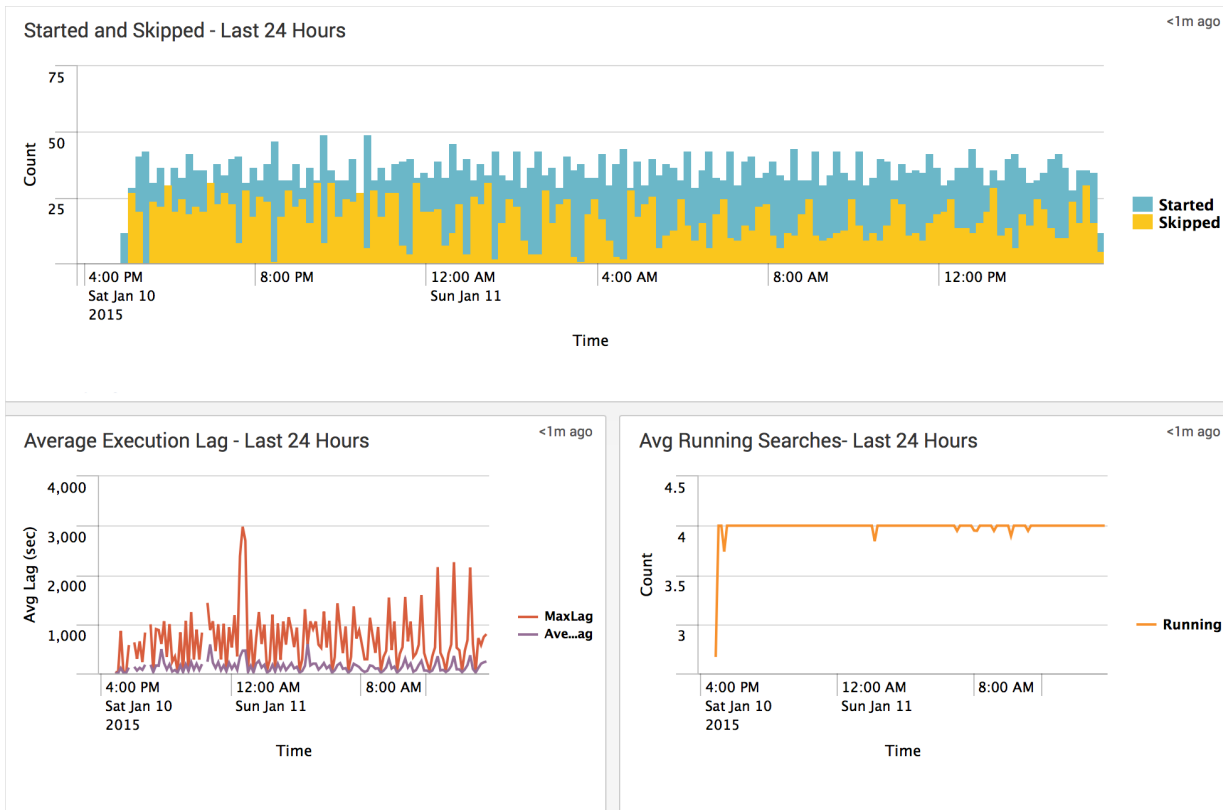 Started and Skipped - Last 24 Hours
<1m ago
75
50
25
Count
4:00 PM
Sat Jan 10
2015
8:00 PM
12:00 AM
Sun Jan 11
4:00 AM
8:00 AM
12:00 PM
Time
Started
Skipped
Average Execution Lag - Last 24 Hours
<1m ago
4,000
3,000
2,000
1,000
Avg Lag (sec)
4:00 PM
Sat Jan 10
2015
12:00 AM
Sun Jan 11
8:00 AM
Time
MaxLag
Ave...ag
Avg Running Searches- Last 24 Hours
<1m ago
4.5
4
3.5
3
Count
4:00 PM
Sat Jan 10
2015
12:00 AM
Sun Jan 11
8:00 AM
Time
Running